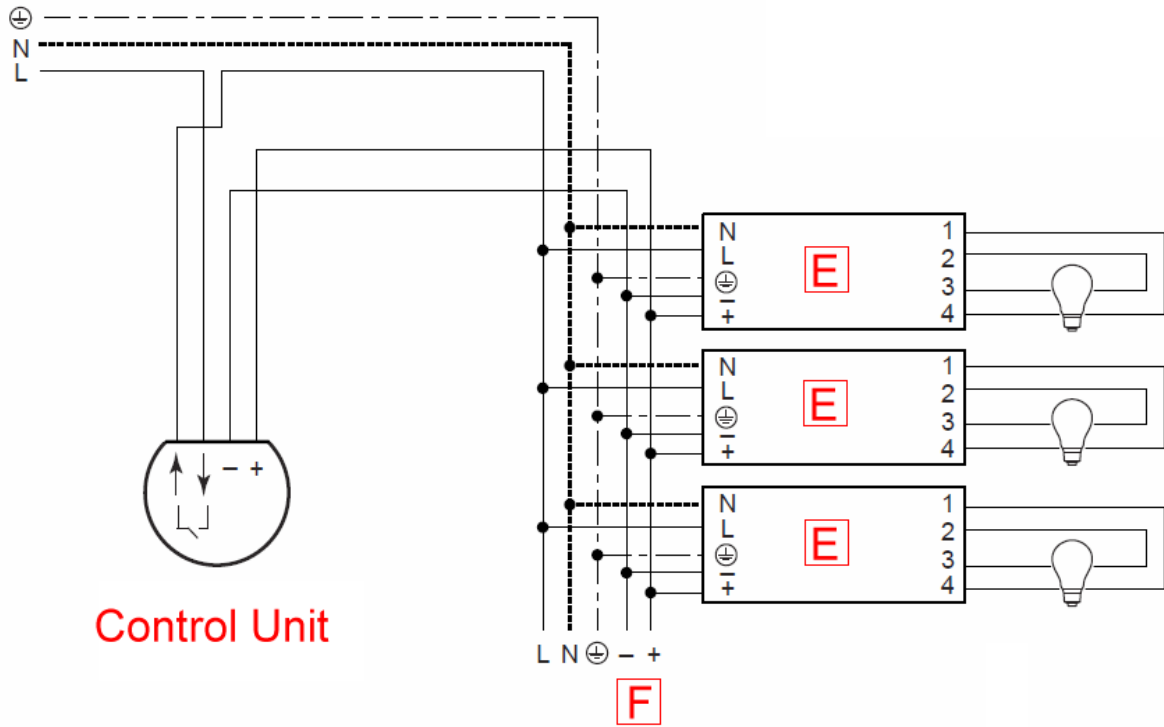 ⏚
N
L
N
L
⏚
–
+
E
1
2
3
4
N
L
⏚
–
+
E
1
2
3
4
– +
N
L
⏚
–
+
E
1
2
3
4
Control Unit
L N ⏚ – +
F